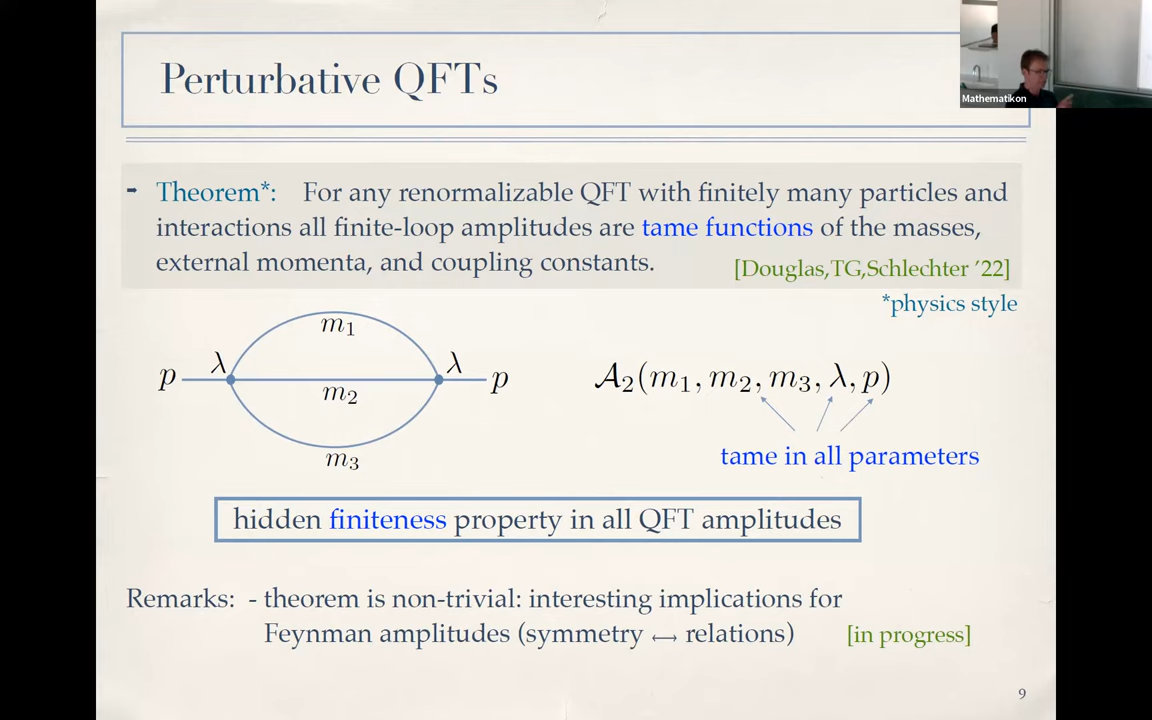 Perturbative QFTs
Mathematikon
➡ Theorem*: For any renormalizable QFT with finitely many particles and
interactions all finite-loop amplitudes are tame functions of the masses,
external momenta, and coupling constants.
[Douglas,TG,Schlechter ’22]
*physics style
m₁
λ λ
p p
m₂
m₃
𝒜₂(m₁, m₂, m₃, λ, p)
tame in all parameters
hidden finiteness property in all QFT amplitudes
Remarks: - theorem is non-trivial: interesting implications for
Feynman amplitudes (symmetry ⟷ relations) [in progress]
9